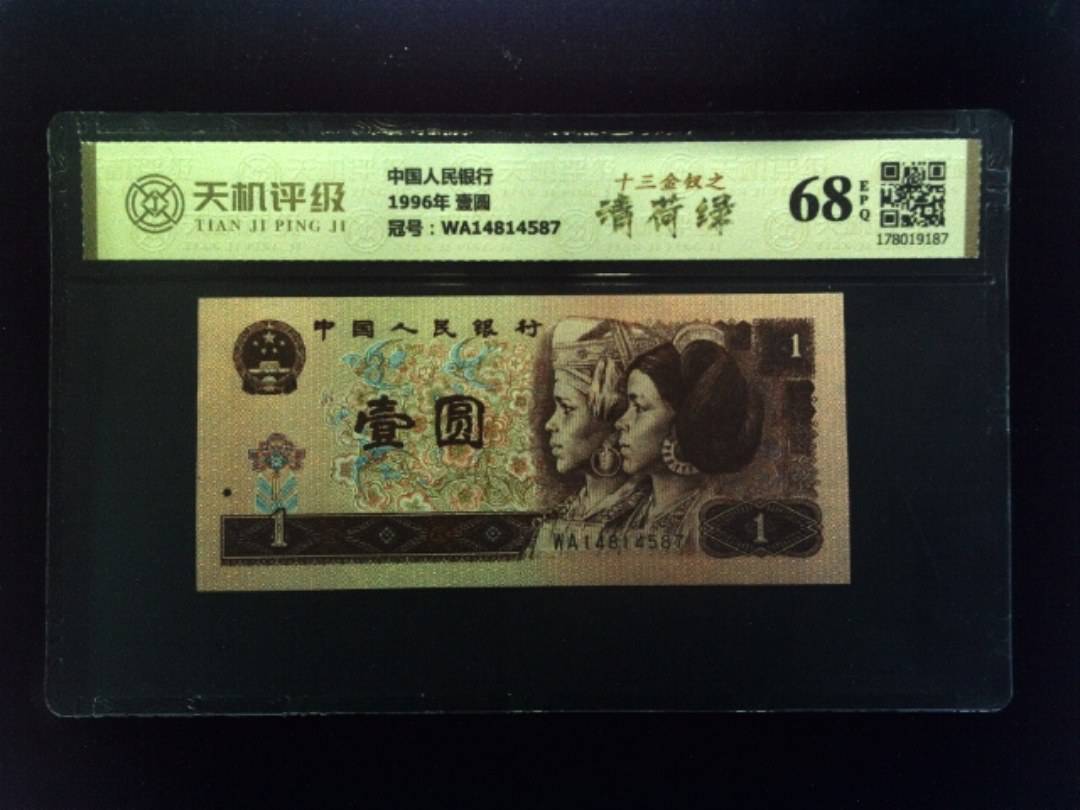 天机评级
TIAN JI PING JI
中国人民银行
1996年 壹圆
冠号：WA14814587
十三金钗之
清荷绿
68
EPQ
178019187
中国人民银行
1
壹圆
1
WA14814587
1